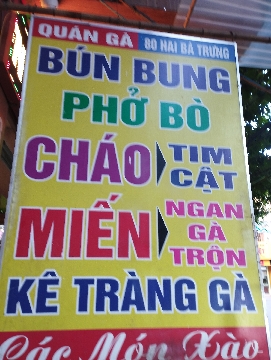 QUÁN GÀ 80 HAI BÀ TRƯNG
BÚN BUNG
PHỞ BÒ
CHÁO TIM
CẬT
MIẾN NGAN
GÀ
TRỘN
KÊ TRÀNG GÀ
Các Món Xào